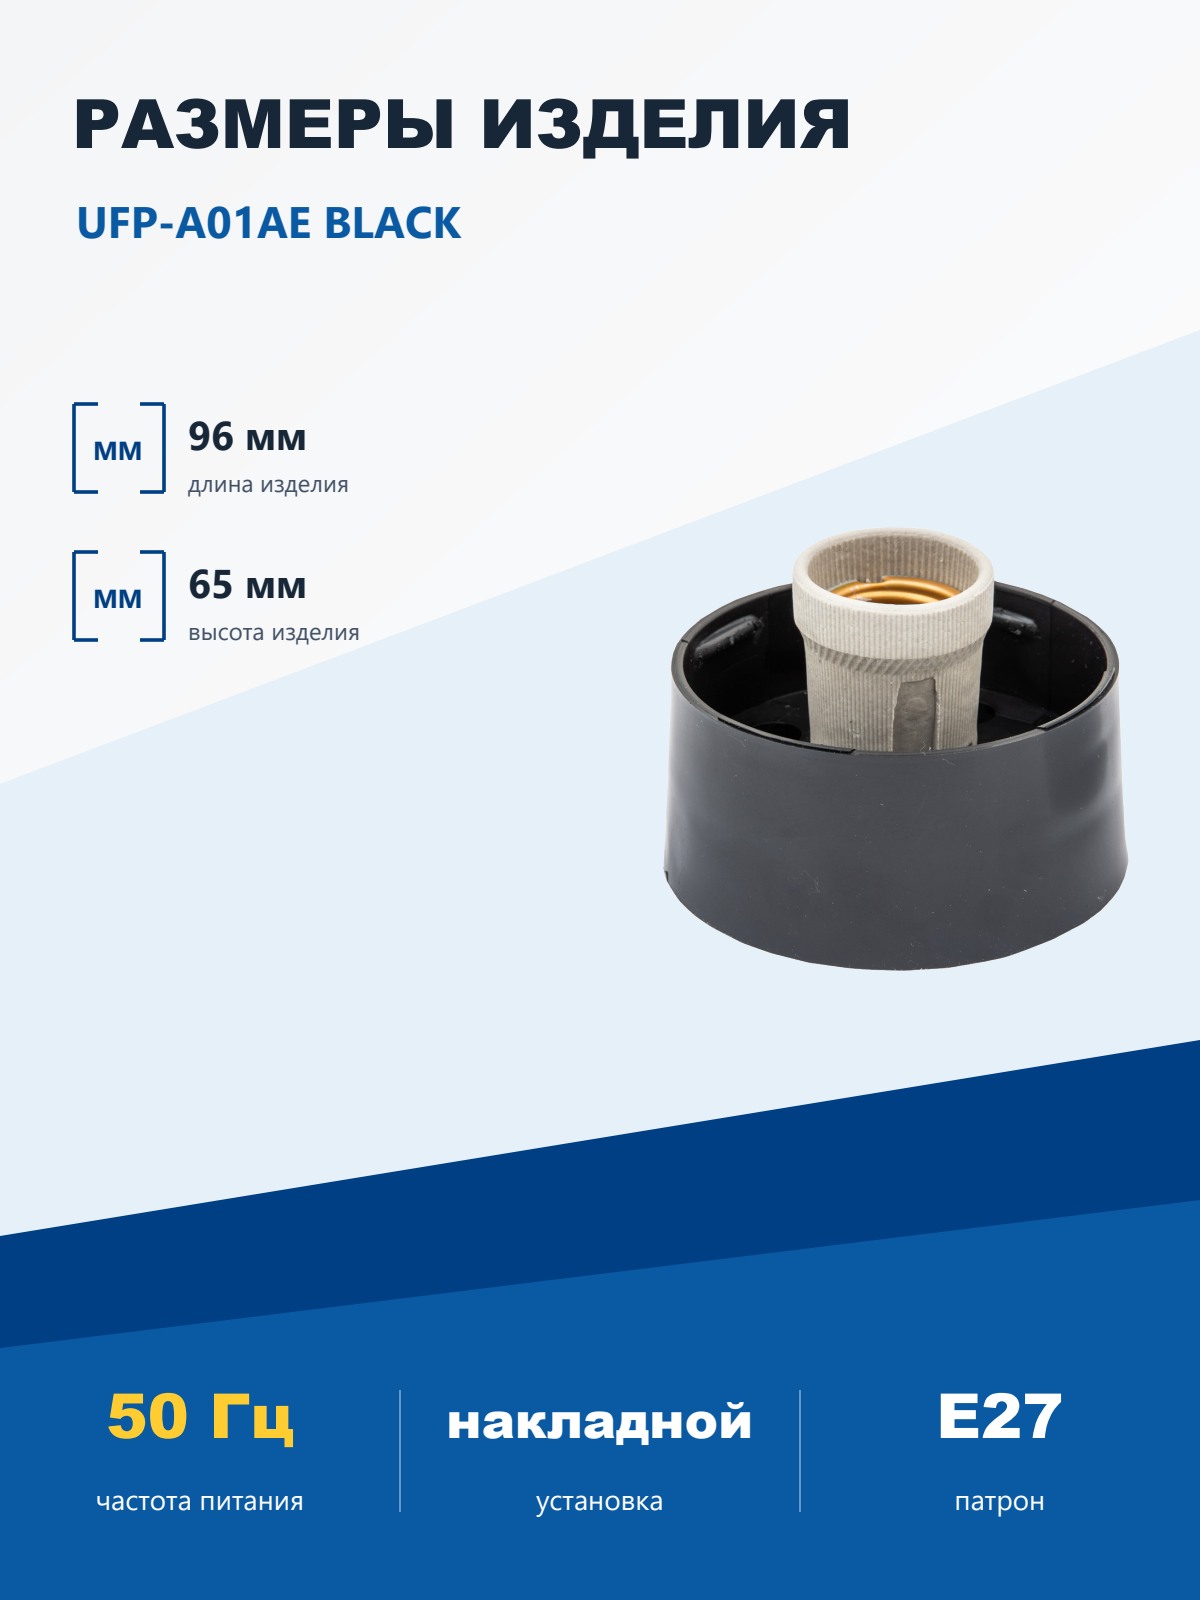 РАЗМЕРЫ ИЗДЕЛИЯ
UFP-A01AE BLACK
мм
96 мм
длина изделия
мм
65 мм
высота изделия
50 Гц
накладной
E27
частота питания
установка
патрон